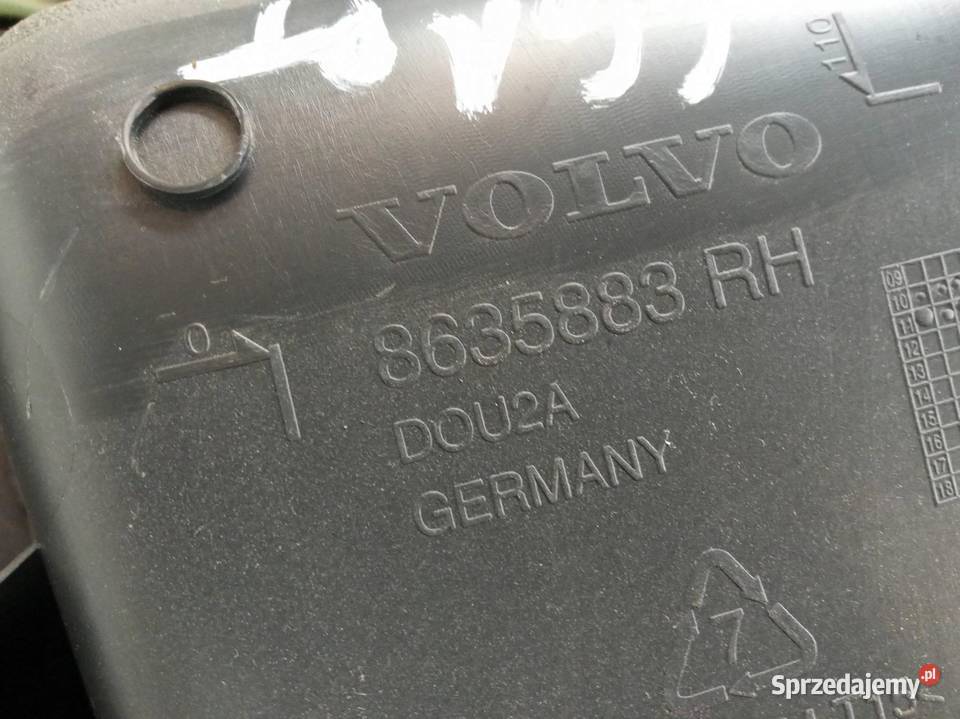 110
VOLVO
8635883 RH
0
DOU2A
GERMANY
09
10
11
12
13
14
15
16
17
18
7
Sprzedajemy.pl